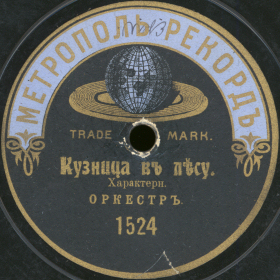 МЕТРОПОЛЬ РЕКОРДЪ
TRADE MARK.
Кузница въ лѣсу.
Характерн.
ОРКЕСТРЪ.
1524